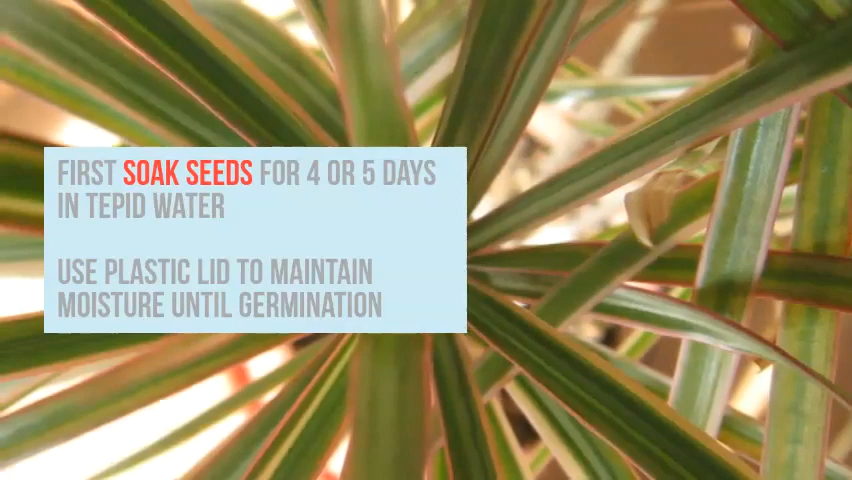 FIRST SOAK SEEDS FOR 4 OR 5 DAYS
IN TEPID WATER
USE PLASTIC LID TO MAINTAIN
MOISTURE UNTIL GERMINATION